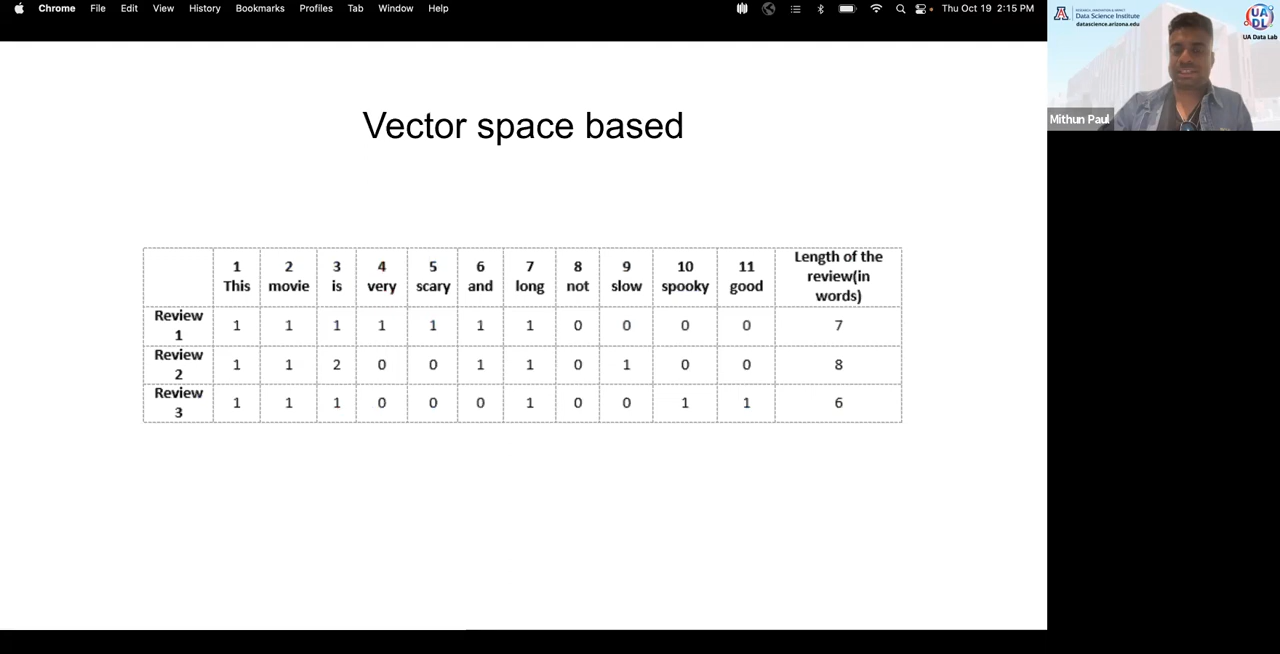 Chrome File Edit View History Bookmarks Profiles Tab Window Help Thu Oct 19 2:15 PM
RESEARCH, INNOVATION & IMPACT
Data Science Institute
datascience.arizona.edu
UA
DL
UA Data Lab
Mithun Paul
Vector space based
1 2 3 4 5 6 7 8 9 10 11 Length of the
This movie is very scary and long not slow spooky good review(in
words)
Review 1 1 1 1 1 1 1 1 0 0 0 0 7
Review 2 1 1 2 0 0 1 1 0 1 0 0 8
Review 3 1 1 1 0 0 0 1 0 0 1 1 6